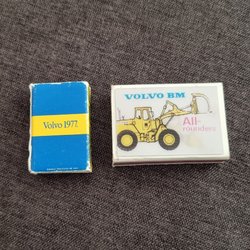 Volvo 1977.
VOLVO BM
All-
rounders